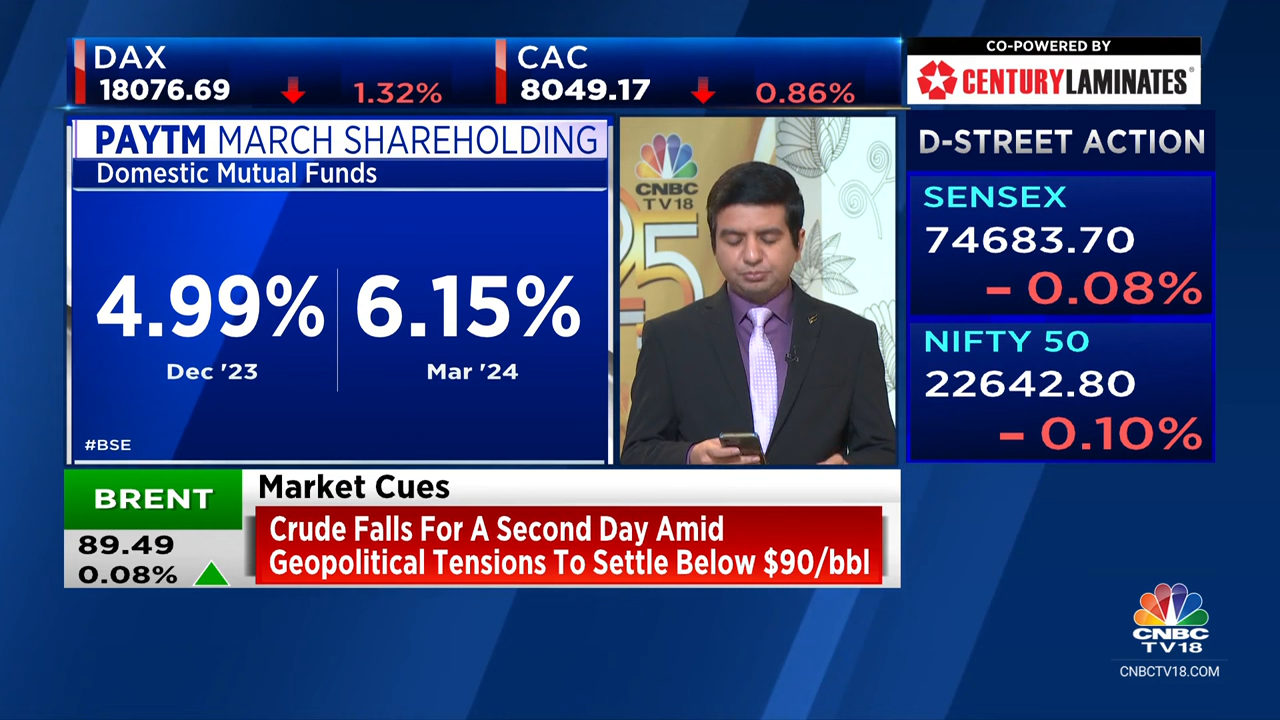 DAX
18076.69 1.32%
CAC
8049.17 0.86%
CO-POWERED BY
CENTURYLAMINATES®
PAYTM MARCH SHAREHOLDING
Domestic Mutual Funds
4.99% 6.15%
Dec '23 Mar '24
#BSE
CNBC
TV18
25
D-STREET ACTION
SENSEX
74683.70
– 0.08%
NIFTY 50
22642.80
– 0.10%
BRENT
89.49
0.08%
Market Cues
Crude Falls For A Second Day Amid
Geopolitical Tensions To Settle Below $90/bbl
CNBC
TV18
CNBCTV18.COM